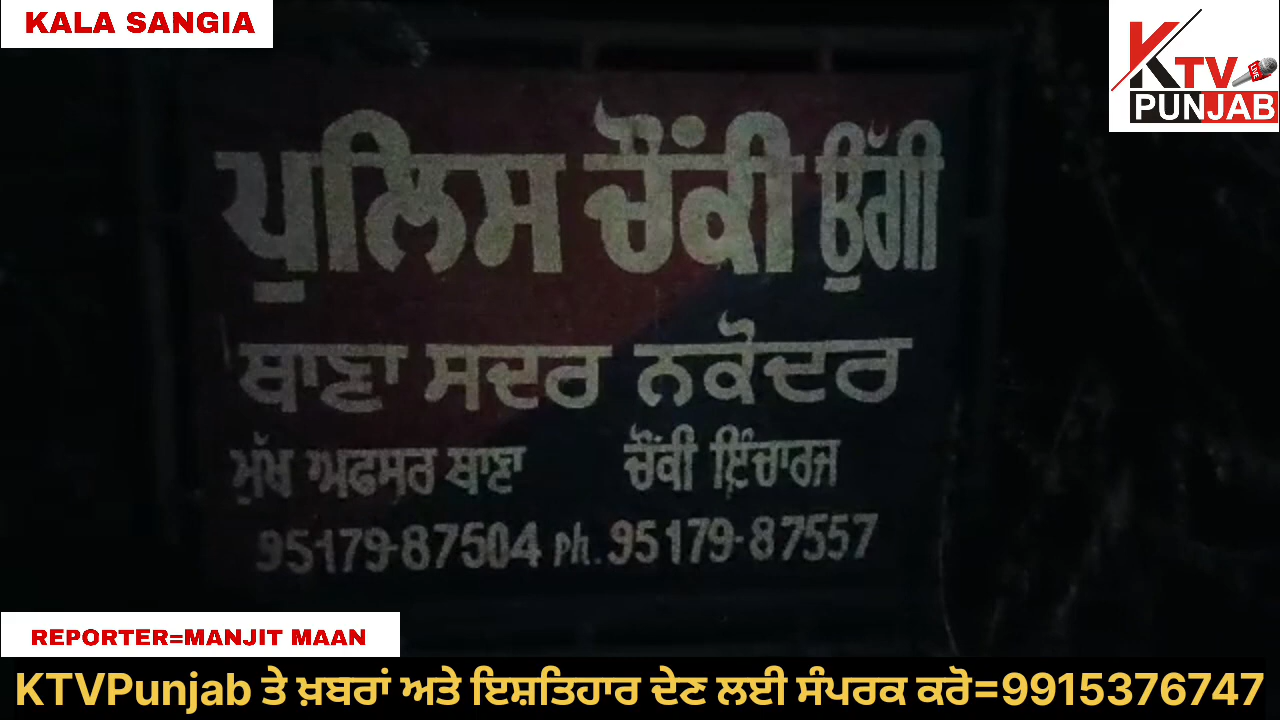 KALA SANGIA
KTV LIVE
PUNJAB
ਪੁਲਿਸ ਚੌਂਕੀ ਉੱਗੀ
ਥਾਣਾ ਸਦਰ ਨਕੋਦਰ
ਮੁੱਖ ਅਫਸਰ ਥਾਣਾ ਚੌਂਕੀ ਇੰਚਾਰਜ
95179-87504 Ph. 95179-87557
REPORTER=MANJIT MAAN
KTVPunjab ਤੇ ਖ਼ਬਰਾਂ ਅਤੇ ਇਸ਼ਤਿਹਾਰ ਦੇਣ ਲਈ ਸੰਪਰਕ ਕਰੋ=9915376747